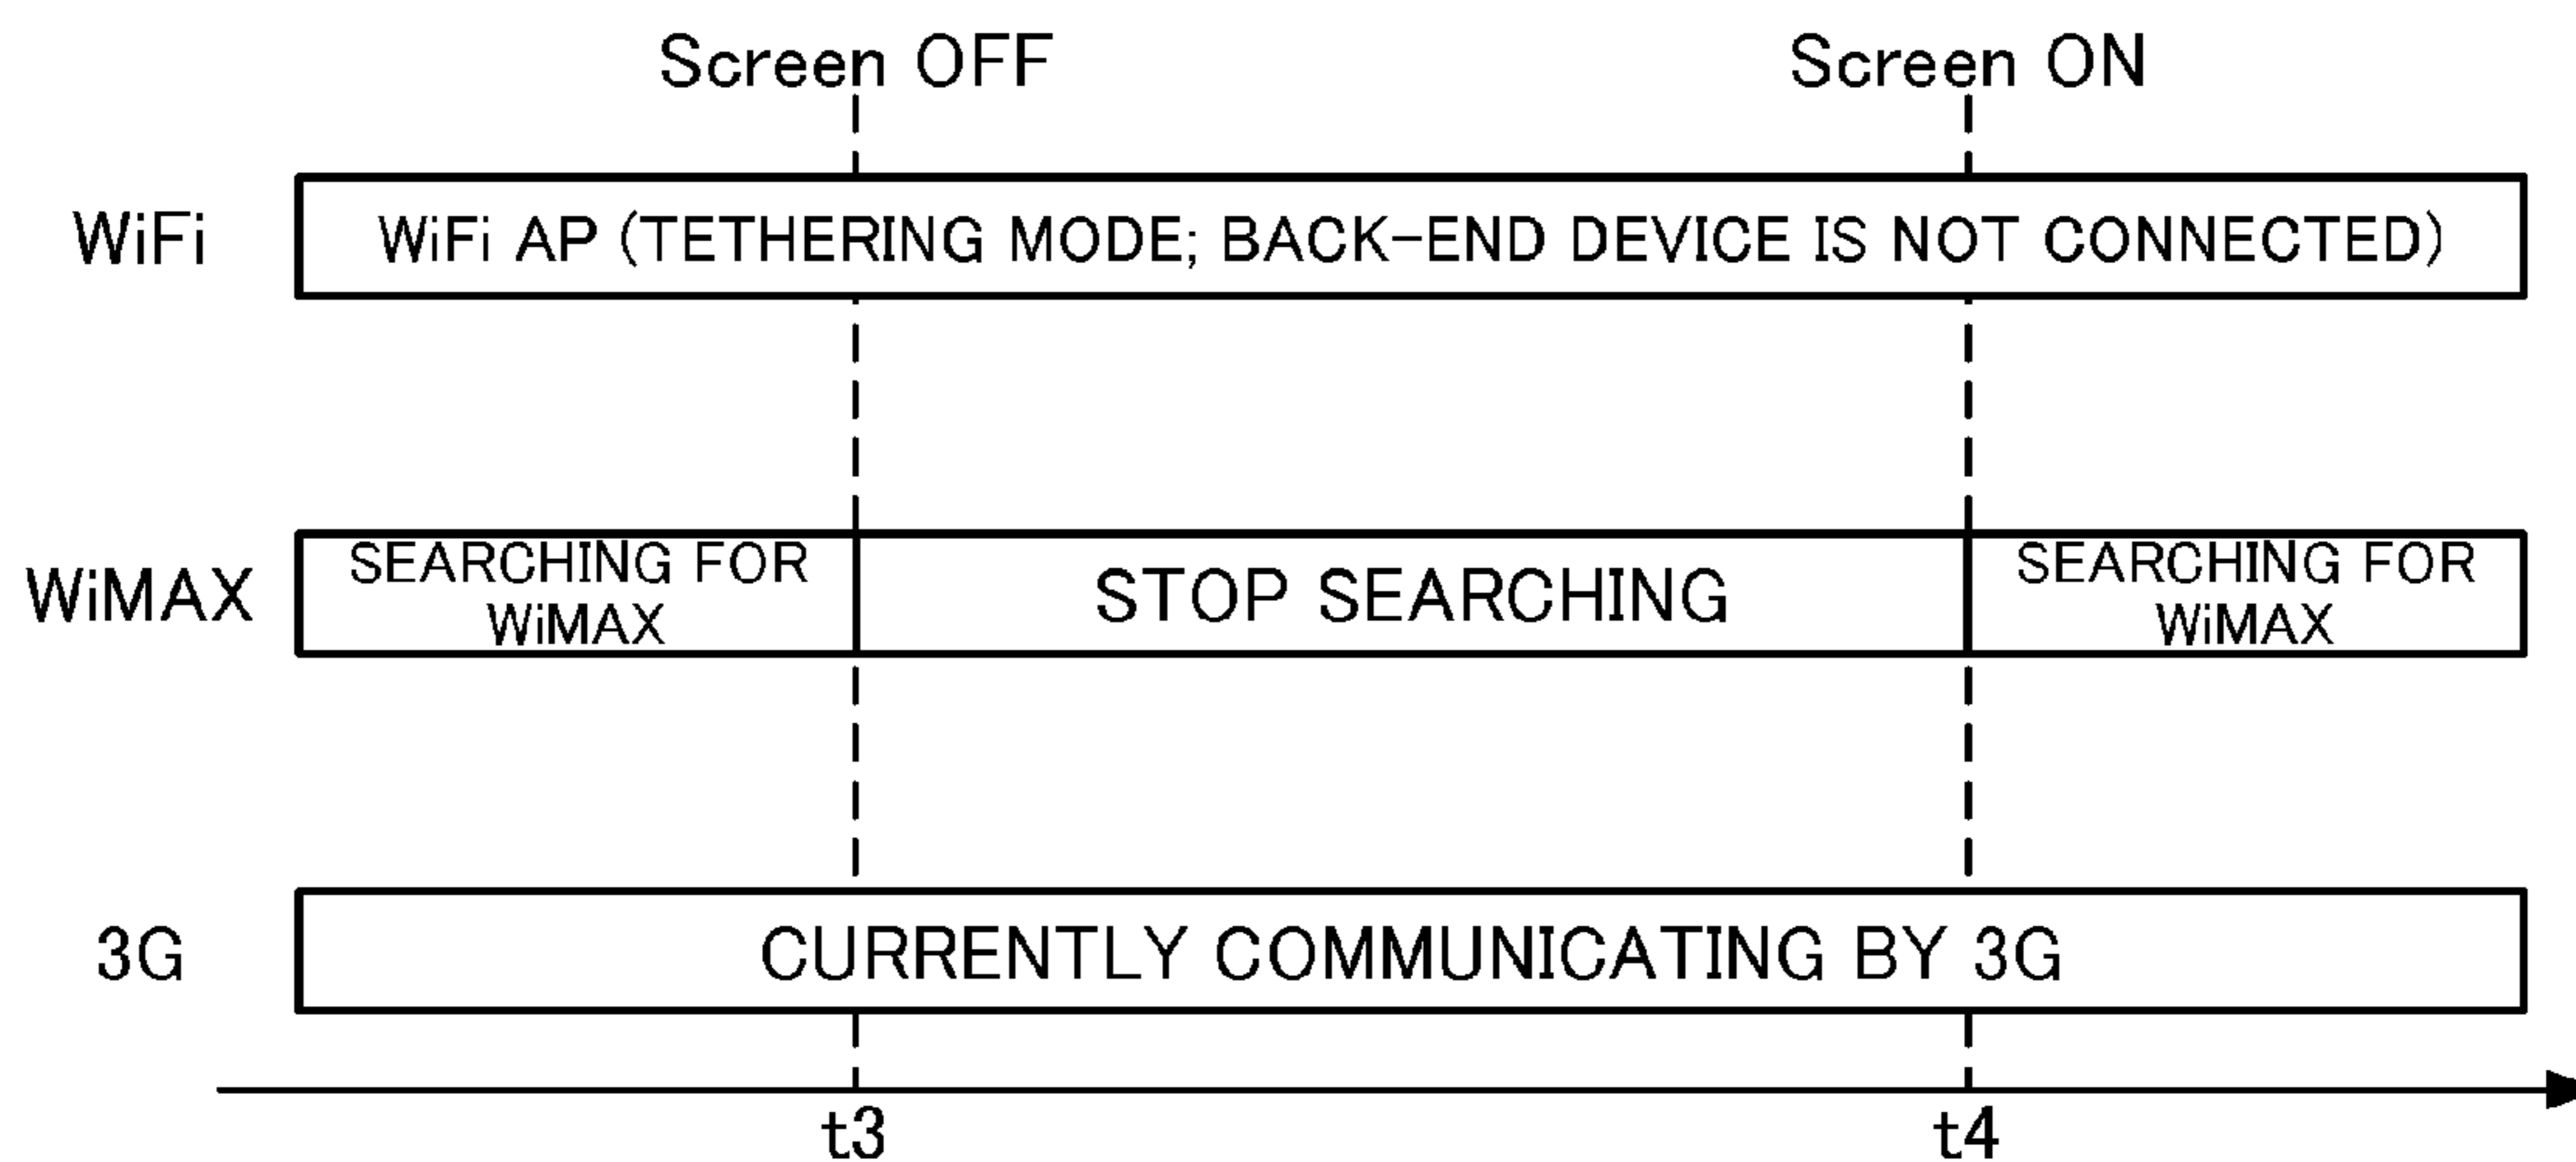 Screen OFF
Screen ON
WiFi
WiFi AP (TETHERING MODE; BACK-END DEVICE IS NOT CONNECTED)
WiMAX
SEARCHING FOR
WiMAX
STOP SEARCHING
SEARCHING FOR
WiMAX
3G
CURRENTLY COMMUNICATING BY 3G
t3
t4